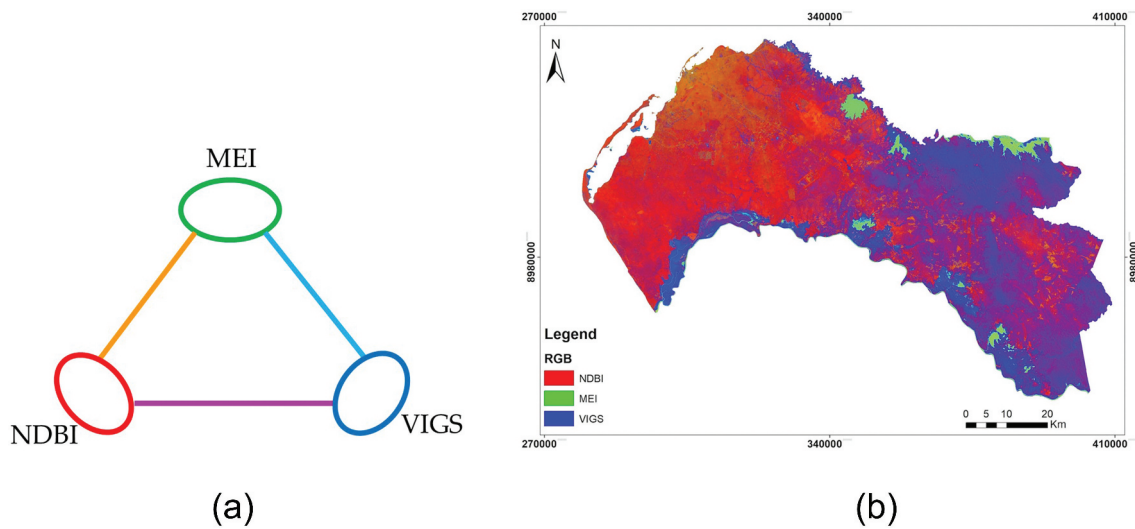 MEI
NDBI
VIGS
(a)
270000
340000
410000
N
8980000
8980000
Legend
RGB
NDBI
MEI
VIGS
0 5 10 20
Km
270000
340000
410000
(b)